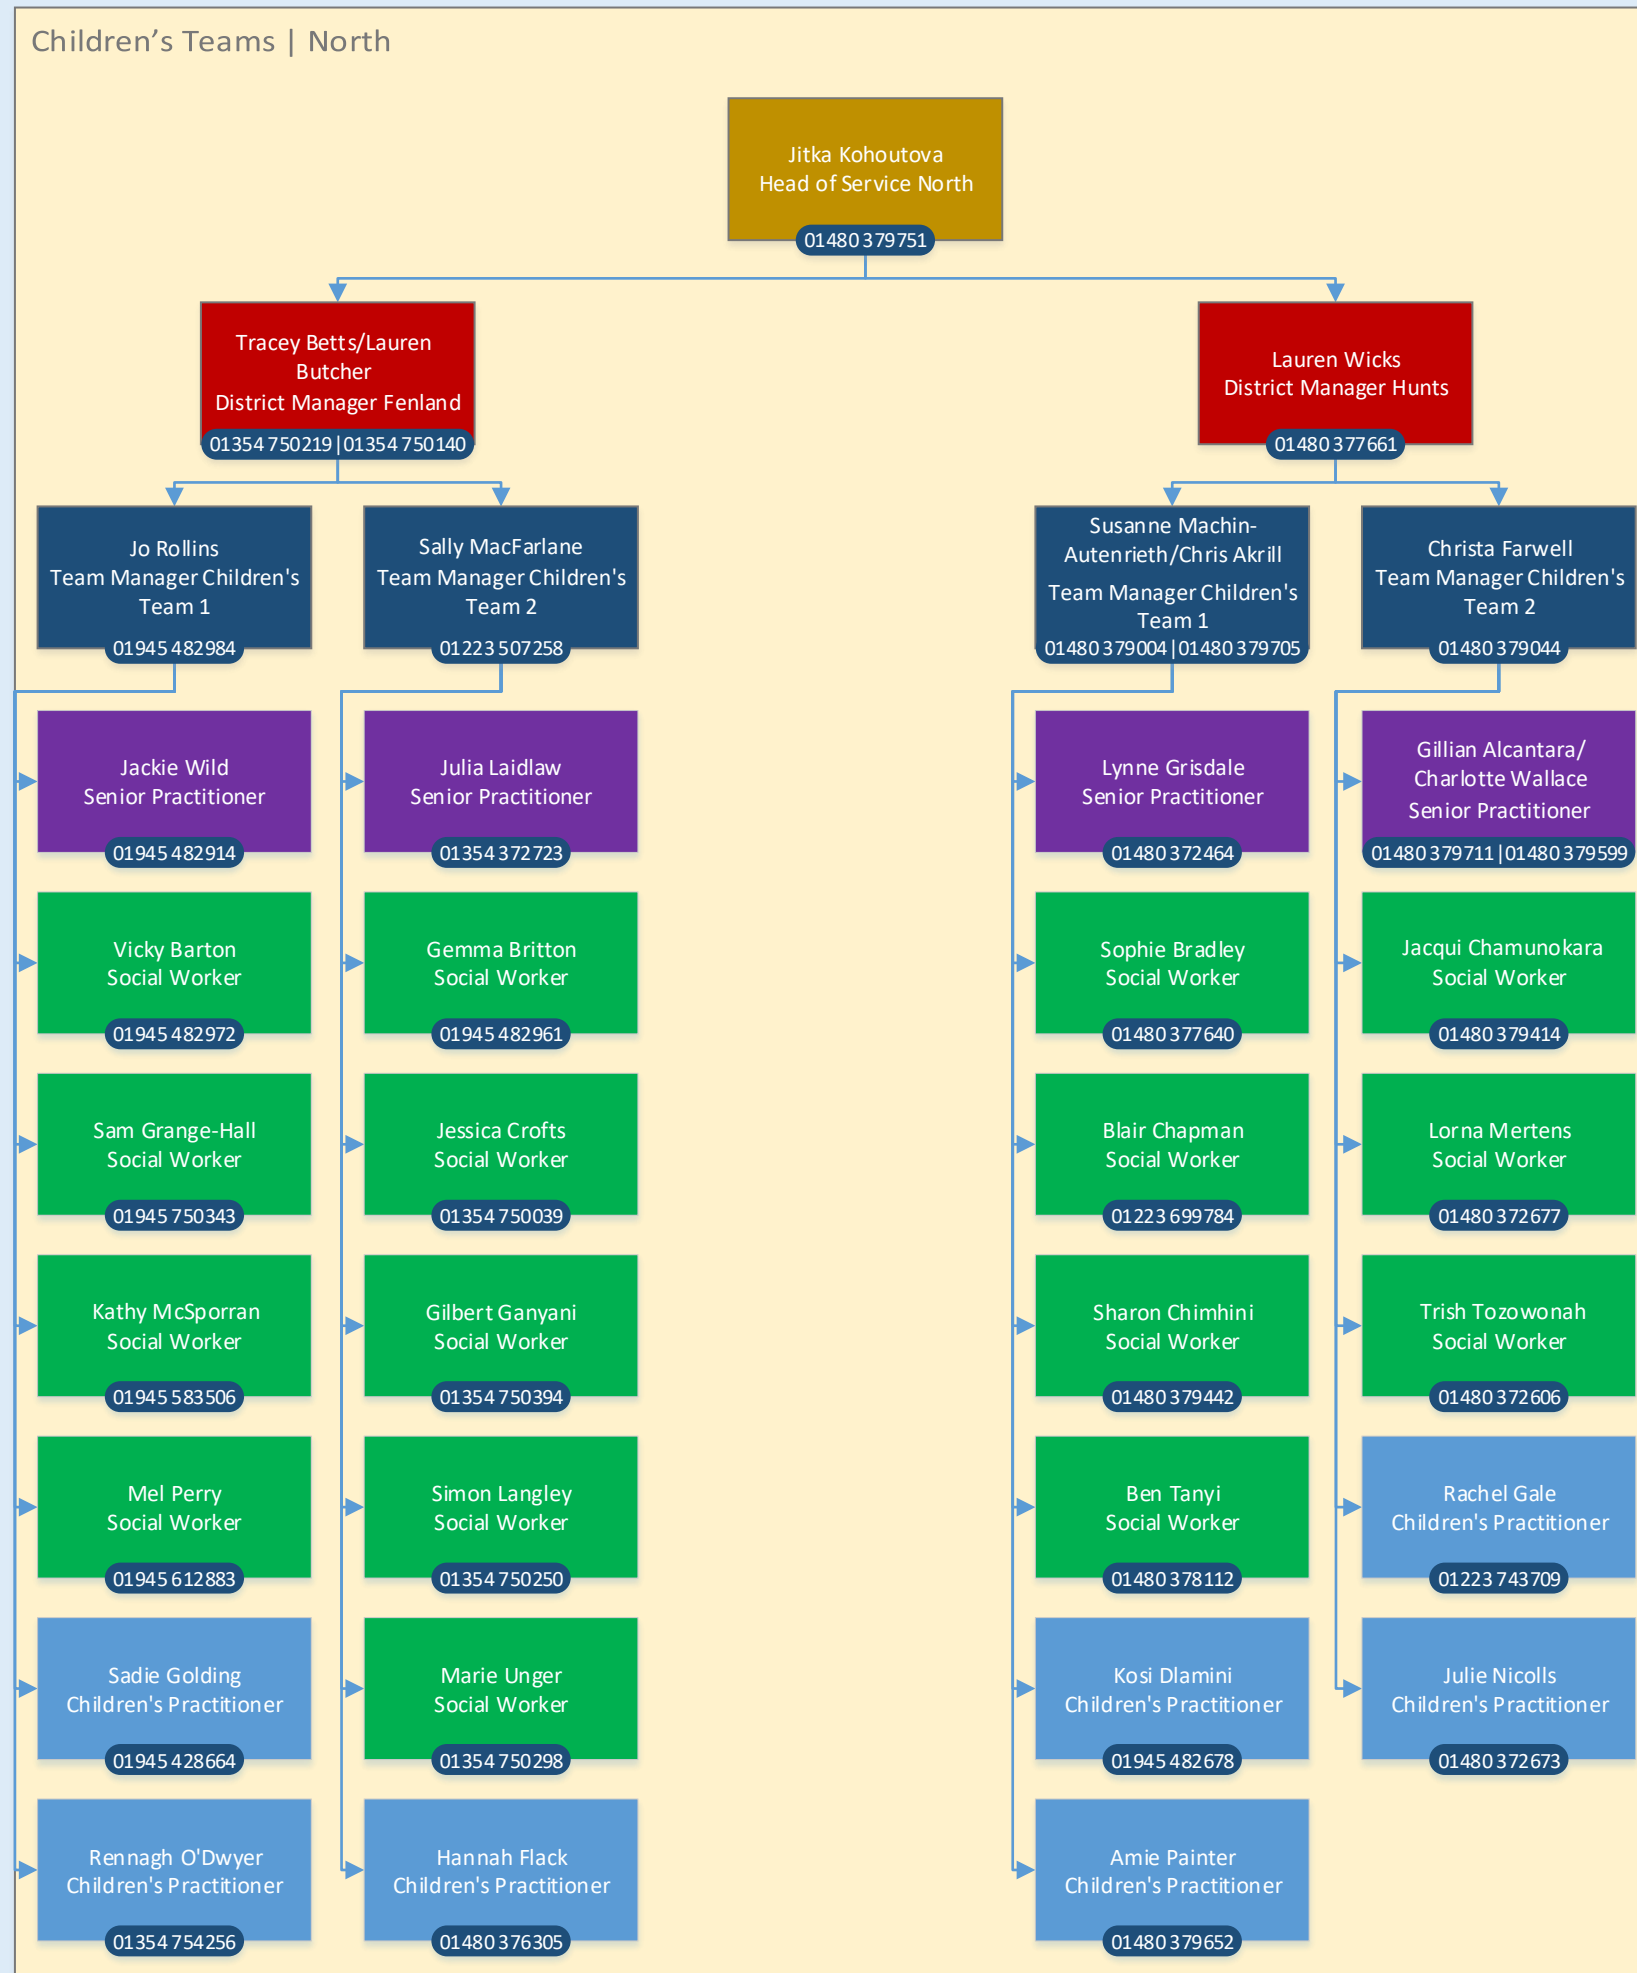 Children’s Teams | North
Jitka Kohoutova
Head of Service North
01480 379751
Tracey Betts/Lauren
Butcher
District Manager Fenland
01354 750219|01354 750140
Lauren Wicks
District Manager Hunts
01480 377661
Jo Rollins
Team Manager Children's
Team 1
01945 482984
Sally MacFarlane
Team Manager Children's
Team 2
01223 507258
Susanne Machin-
Autenrieth/Chris Akrill
Team Manager Children's
Team 1
01480 379004|01480 379705
Christa Farwell
Team Manager Children's
Team 2
01480 379044
Jackie Wild
Senior Practitioner
01945 482914
Julia Laidlaw
Senior Practitioner
01354 372723
Lynne Grisdale
Senior Practitioner
01480 372464
Gillian Alcantara/
Charlotte Wallace
Senior Practitioner
01480 379711|01480 379599
Vicky Barton
Social Worker
01945 482972
Gemma Britton
Social Worker
01945 482961
Sophie Bradley
Social Worker
01480 377640
Jacqui Chamunokara
Social Worker
01480 379414
Sam Grange-Hall
Social Worker
01945 750343
Jessica Crofts
Social Worker
01354 750039
Blair Chapman
Social Worker
01223 699784
Lorna Mertens
Social Worker
01480 372677
Kathy McSporran
Social Worker
01945 583506
Gilbert Ganyani
Social Worker
01354 750394
Sharon Chimhini
Social Worker
01480 379442
Trish Tozowonah
Social Worker
01480 372606
Mel Perry
Social Worker
01945 612883
Simon Langley
Social Worker
01354 750250
Ben Tanyi
Social Worker
01480 378112
Rachel Gale
Children's Practitioner
01223 743709
Sadie Golding
Children's Practitioner
01945 428664
Marie Unger
Social Worker
01354 750298
Kosi Dlamini
Children's Practitioner
01945 482678
Julie Nicolls
Children's Practitioner
01480 372673
Rennagh O'Dwyer
Children's Practitioner
01354 754256
Hannah Flack
Children's Practitioner
01480 376305
Amie Painter
Children's Practitioner
01480 379652